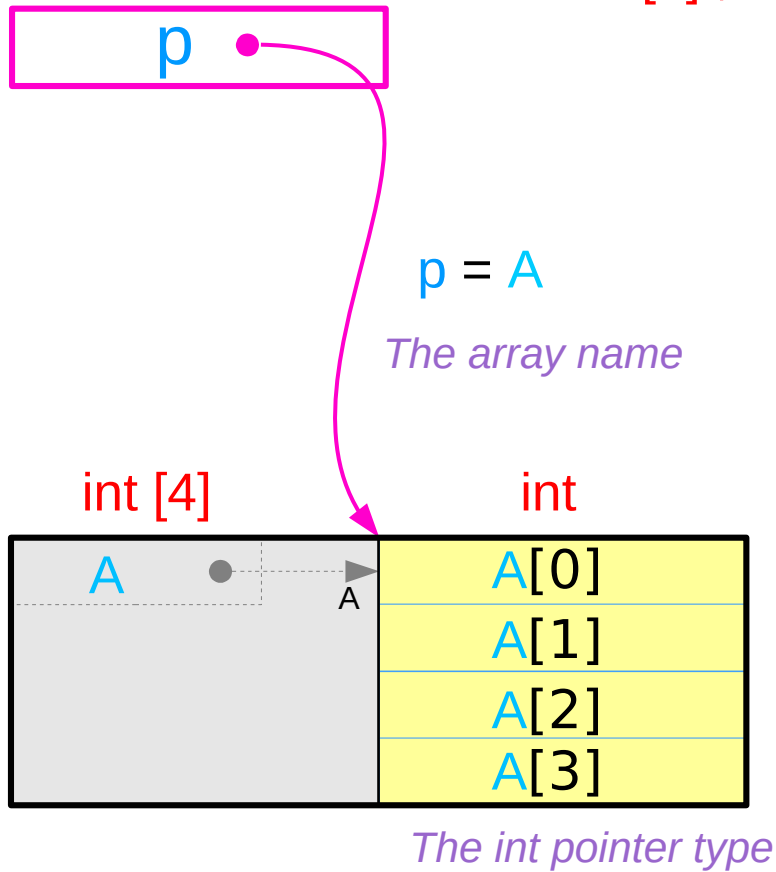 p
p = A
The array name
int [4] int
A A[0]
A
A[1]
A[2]
A[3]
The int pointer type